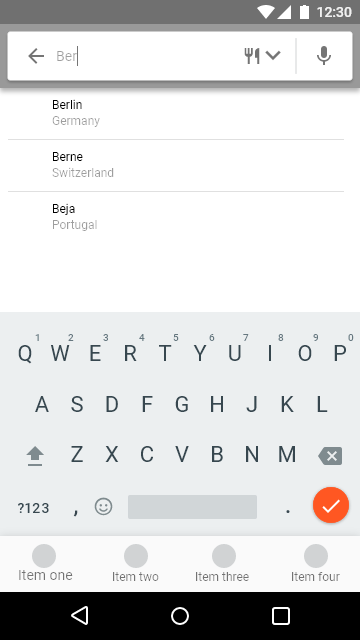 12:30
Ber
Berlin
Germany
Berne
Switzerland
Beja
Portugal
1 2 3 4 5 6 7 8 9 0
Q W E R T Y U I O P
A S D F G H J K L
Z X C V B N M
?123 , .
Item one Item two Item three Item four